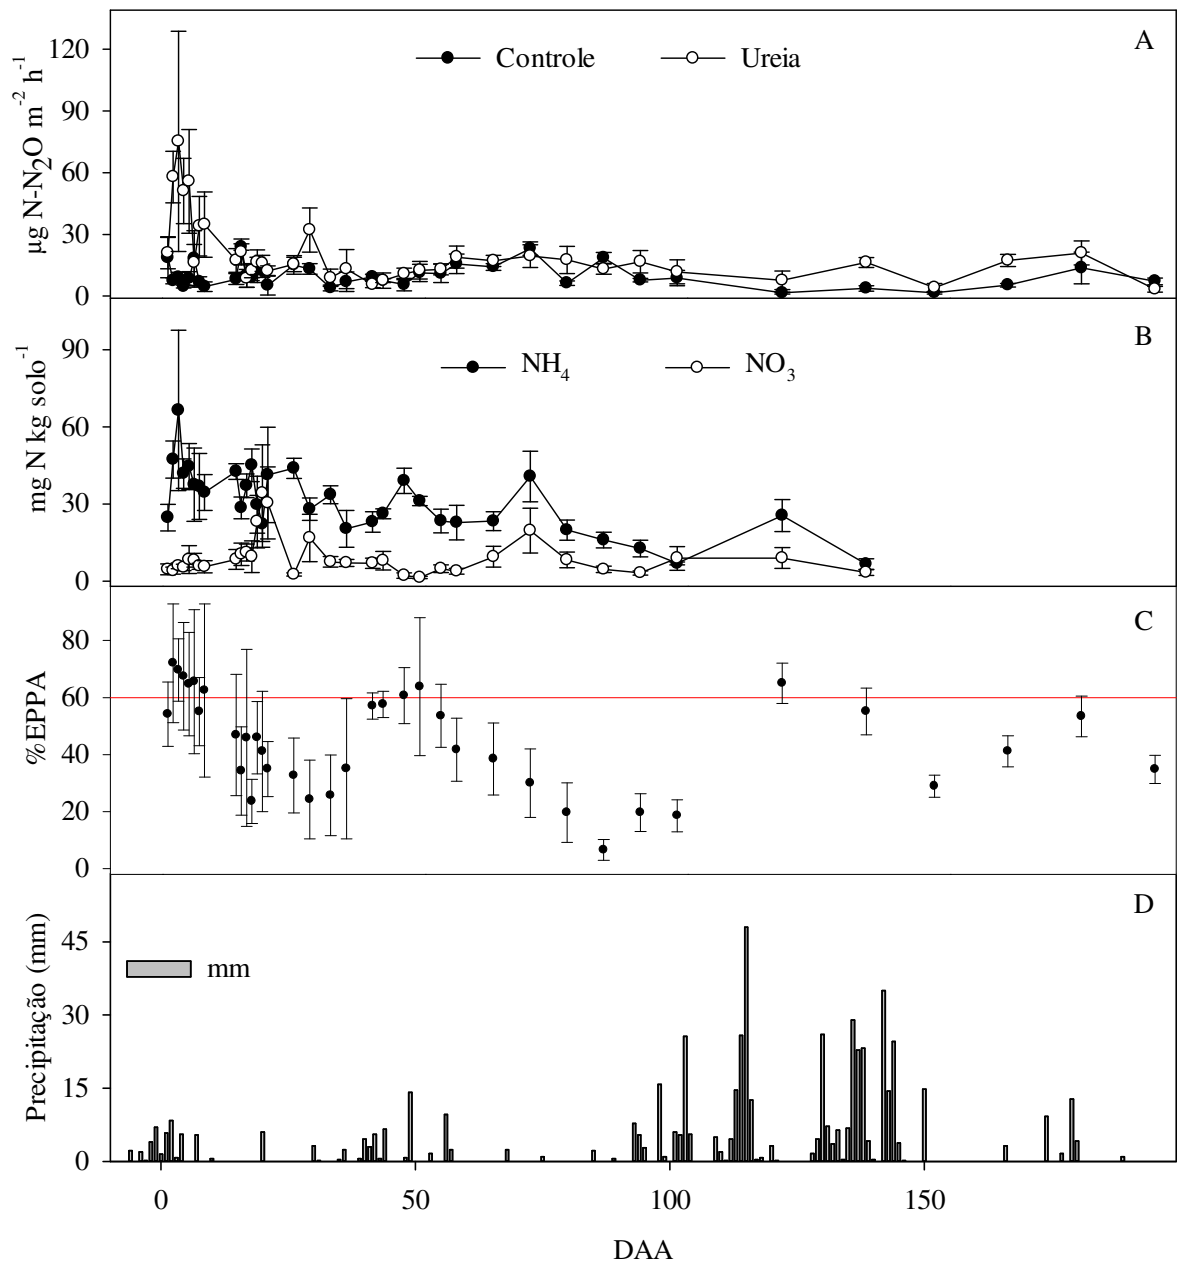 A
Controle Ureia
µg N-N2O m-2 h-1
120
90
60
30
0
B
NH4 NO3
mg N kg solo-1
90
60
30
0
C
%EPPA
80
60
40
20
0
D
mm
Precipitação (mm)
45
30
15
0
0 50 100 150
DAA